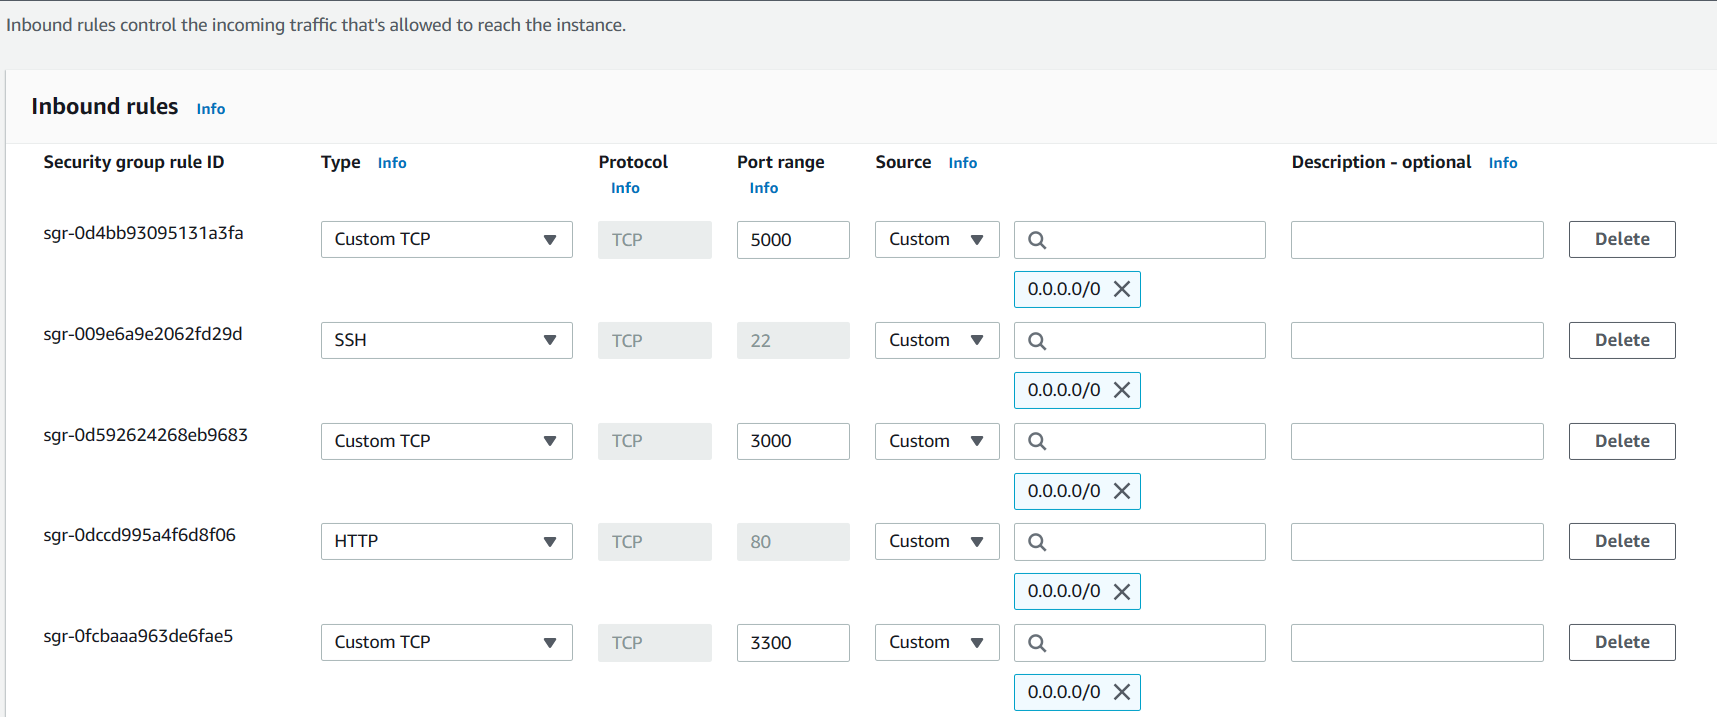 Inbound rules control the incoming traffic that's allowed to reach the instance.
Inbound rules Info
Security group rule ID Type Info Protocol Info Port range Info Source Info Description - optional Info
sgr-0d4bb93095131a3fa Custom TCP TCP 5000 Custom Delete
0.0.0.0/0
sgr-009e6a9e2062fd29d SSH TCP 22 Custom Delete
0.0.0.0/0
sgr-0d592624268eb9683 Custom TCP TCP 3000 Custom Delete
0.0.0.0/0
sgr-0dccd995a4f6d8f06 HTTP TCP 80 Custom Delete
0.0.0.0/0
sgr-0fcbaaa963de6fae5 Custom TCP TCP 3300 Custom Delete
0.0.0.0/0